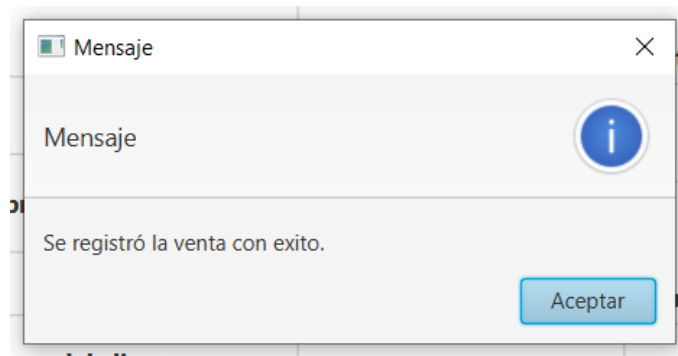 Mensaje
Mensaje
i
Se registró la venta con exito.
Aceptar